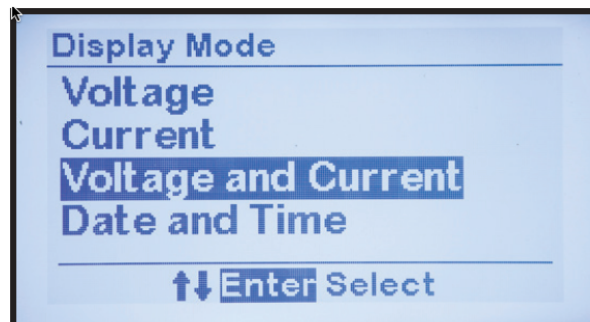 Display Mode
Voltage
Current
Voltage and Current
Date and Time
↑↓ Enter Select